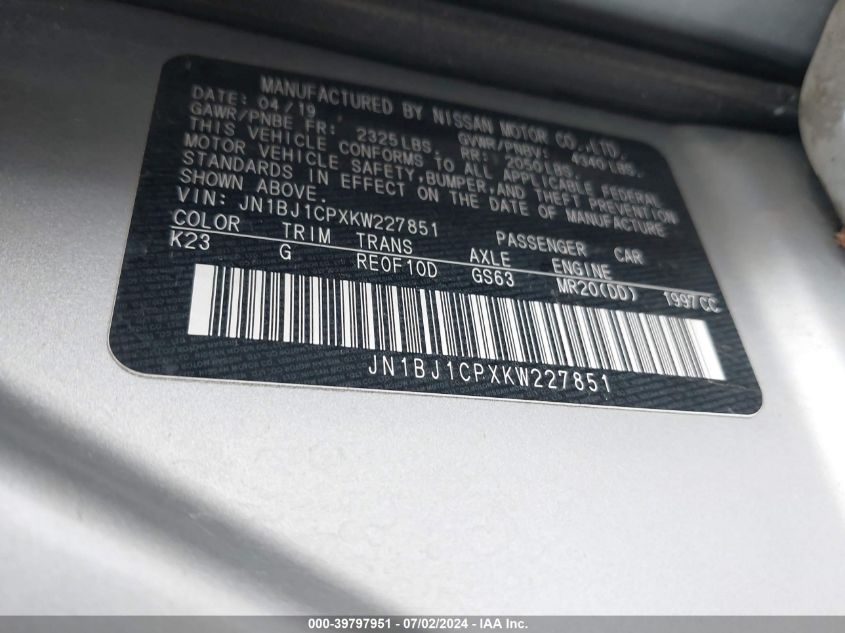 MANUFACTURED BY NISSAN MOTOR CO.,LTD.
DATE: 04/19 GVWR/PNBV: 4340 LBS.
GAWR/PNBE FR: 2325LBS. RR: 2050LBS.
THIS VEHICLE CONFORMS TO ALL APPLICABLE FEDERAL
MOTOR VEHICLE SAFETY,BUMPER,AND THEFT PREVENTION
STANDARDS IN EFFECT ON THE DATE OF MANUFACTURE
SHOWN ABOVE.
VIN: JN1BJ1CPXKW227851 PASSENGER CAR
COLOR TRIM TRANS AXLE ENGINE
K23 G RE0F10D GS63 MR20(DD) 1997CC
JN1BJ1CPXKW227851
000-39797951 - 07/02/2024 - IAA Inc.